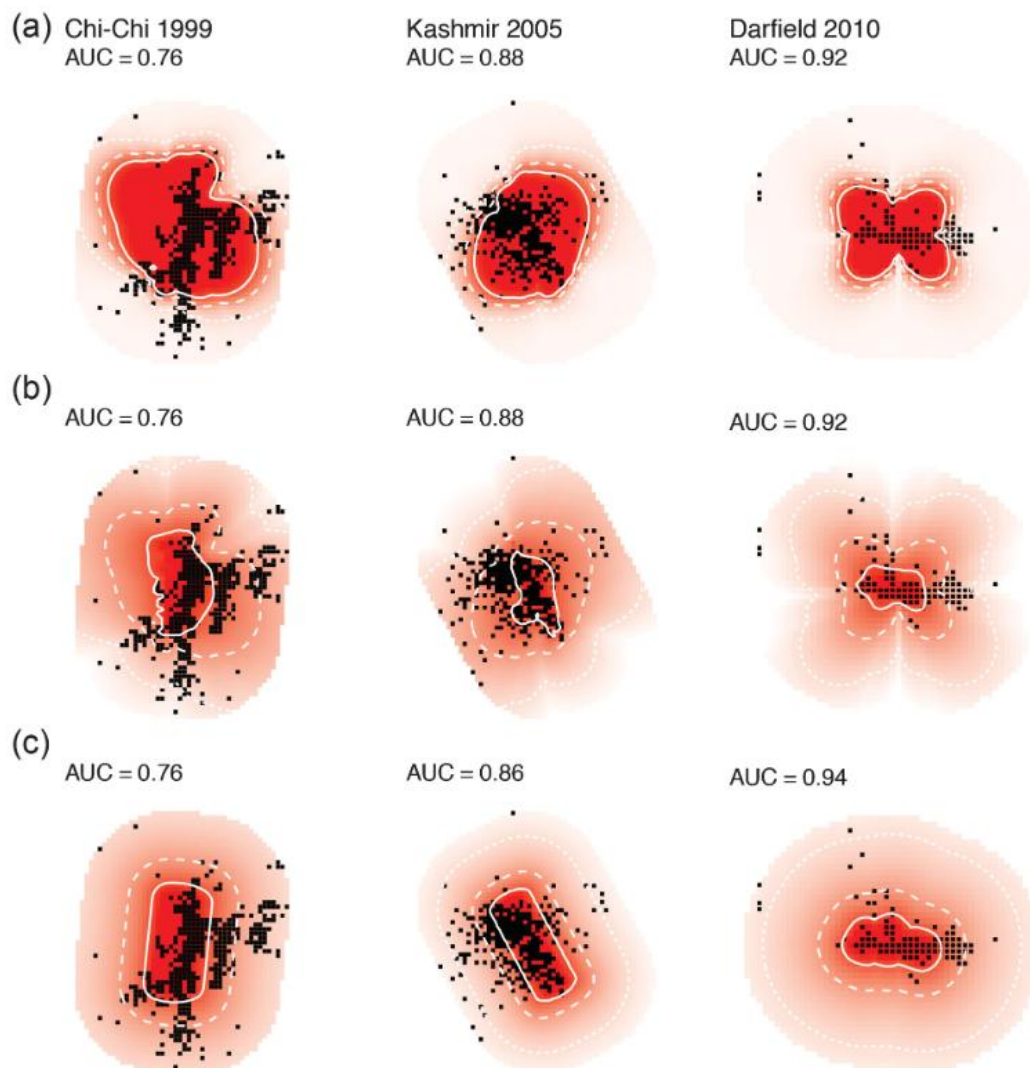 (a) Chi-Chi 1999 Kashmir 2005 Darfield 2010
AUC = 0.76 AUC = 0.88 AUC = 0.92
(b)
AUC = 0.76 AUC = 0.88 AUC = 0.92
(c)
AUC = 0.76 AUC = 0.86 AUC = 0.94